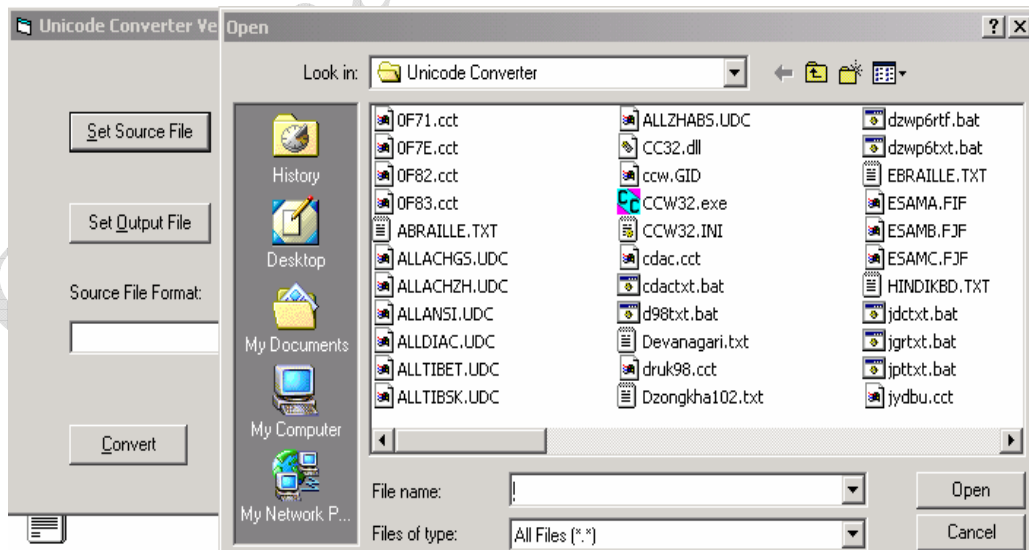 Unicode Converter Ve
Open
Look in:
Unicode Converter
Set Source File
Set Output File
Source File Format:
Convert
History
Desktop
My Documents
My Computer
My Network P...
0F71.cct
0F7E.cct
0F82.cct
0F83.cct
ABRAILLE.TXT
ALLACHGS.UDC
ALLACHZH.UDC
ALLANSI.UDC
ALLDIAC.UDC
ALLTIBET.UDC
ALLTIBSK.UDC
ALLZHABS.UDC
CC32.dll
ccw.GID
CCW32.exe
CCW32.INI
cdac.cct
cdactxt.bat
d98txt.bat
Devanagari.txt
druk98.cct
Dzongkha102.txt
dzwp6rtf.bat
dzwp6txt.bat
EBRAILLE.TXT
ESAMA.FIF
ESAMB.FJF
ESAMC.FJF
HINDIKBD.TXT
jdctxt.bat
jgrtxt.bat
jpttxt.bat
jydbu.cct
File name:
Open
Files of type:
All Files (*.*)
Cancel